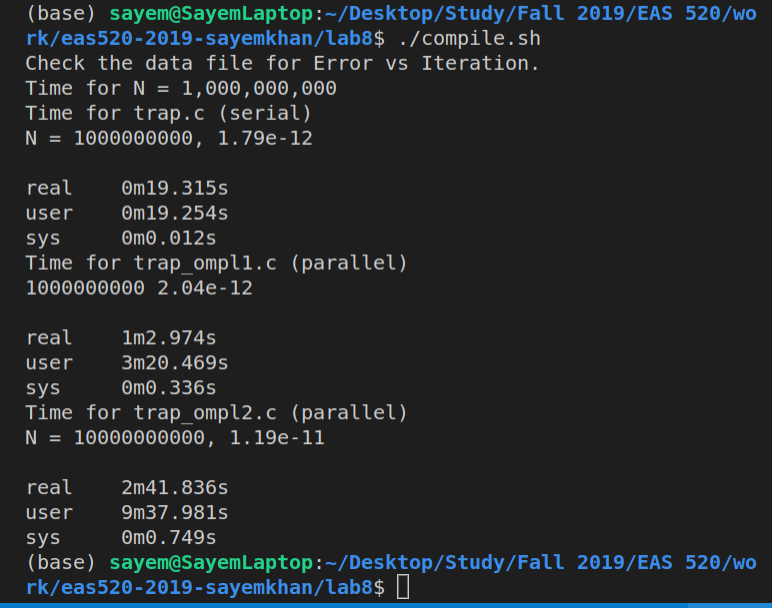 (base) sayem@SayemLaptop:~/Desktop/Study/Fall 2019/EAS 520/wo
rk/eas520-2019-sayemkhan/lab8$ ./compile.sh
Check the data file for Error vs Iteration.
Time for N = 1,000,000,000
Time for trap.c (serial)
N = 1000000000, 1.79e-12
real 0m19.315s
user 0m19.254s
sys 0m0.012s
Time for trap_ompl1.c (parallel)
1000000000 2.04e-12
real 1m2.974s
user 3m20.469s
sys 0m0.336s
Time for trap_ompl2.c (parallel)
N = 10000000000, 1.19e-11
real 2m41.836s
user 9m37.981s
sys 0m0.749s
(base) sayem@SayemLaptop:~/Desktop/Study/Fall 2019/EAS 520/wo
rk/eas520-2019-sayemkhan/lab8$